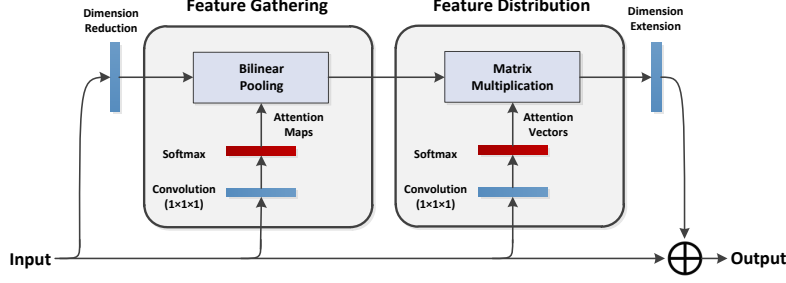 Feature Gathering
Feature Distribution
Dimension
Reduction
Dimension
Extension
Bilinear
Pooling
Matrix
Multiplication
Attention
Maps
Attention
Vectors
Softmax
Softmax
Convolution
(1×1×1)
Convolution
(1×1×1)
Input
Output